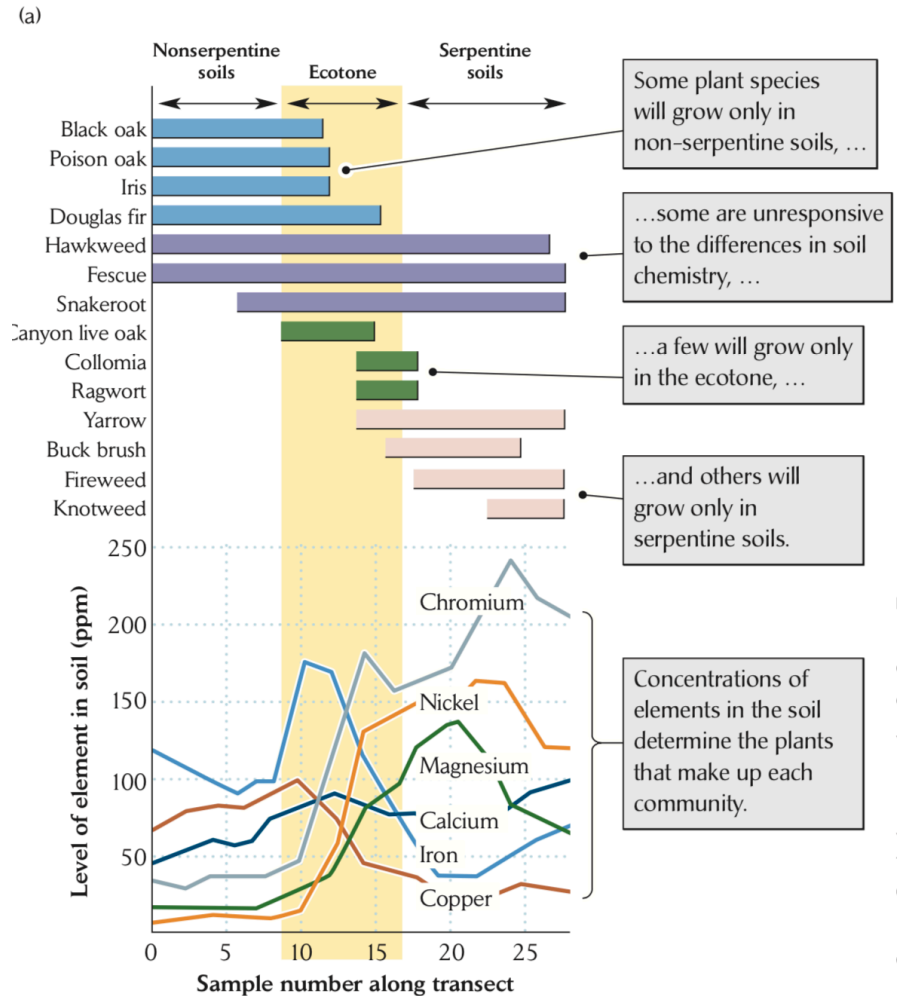 (a)
Nonserpentine
soils
Ecotone
Serpentine
soils
Black oak
Poison oak
Iris
Douglas fir
Hawkweed
Fescue
Snakeroot
Canyon live oak
Collomia
Ragwort
Yarrow
Buck brush
Fireweed
Knotweed
Some plant species
will grow only in
non-serpentine soils, …
…some are unresponsive
to the differences in soil
chemistry, …
…a few will grow only
in the ecotone, …
…and others will
grow only in
serpentine soils.
Level of element in soil (ppm)
250
200
150
100
50
Chromium
Nickel
Magnesium
Calcium
Iron
Copper
Concentrations of
elements in the soil
determine the plants
that make up each
community.
0 5 10 15 20 25
Sample number along transect